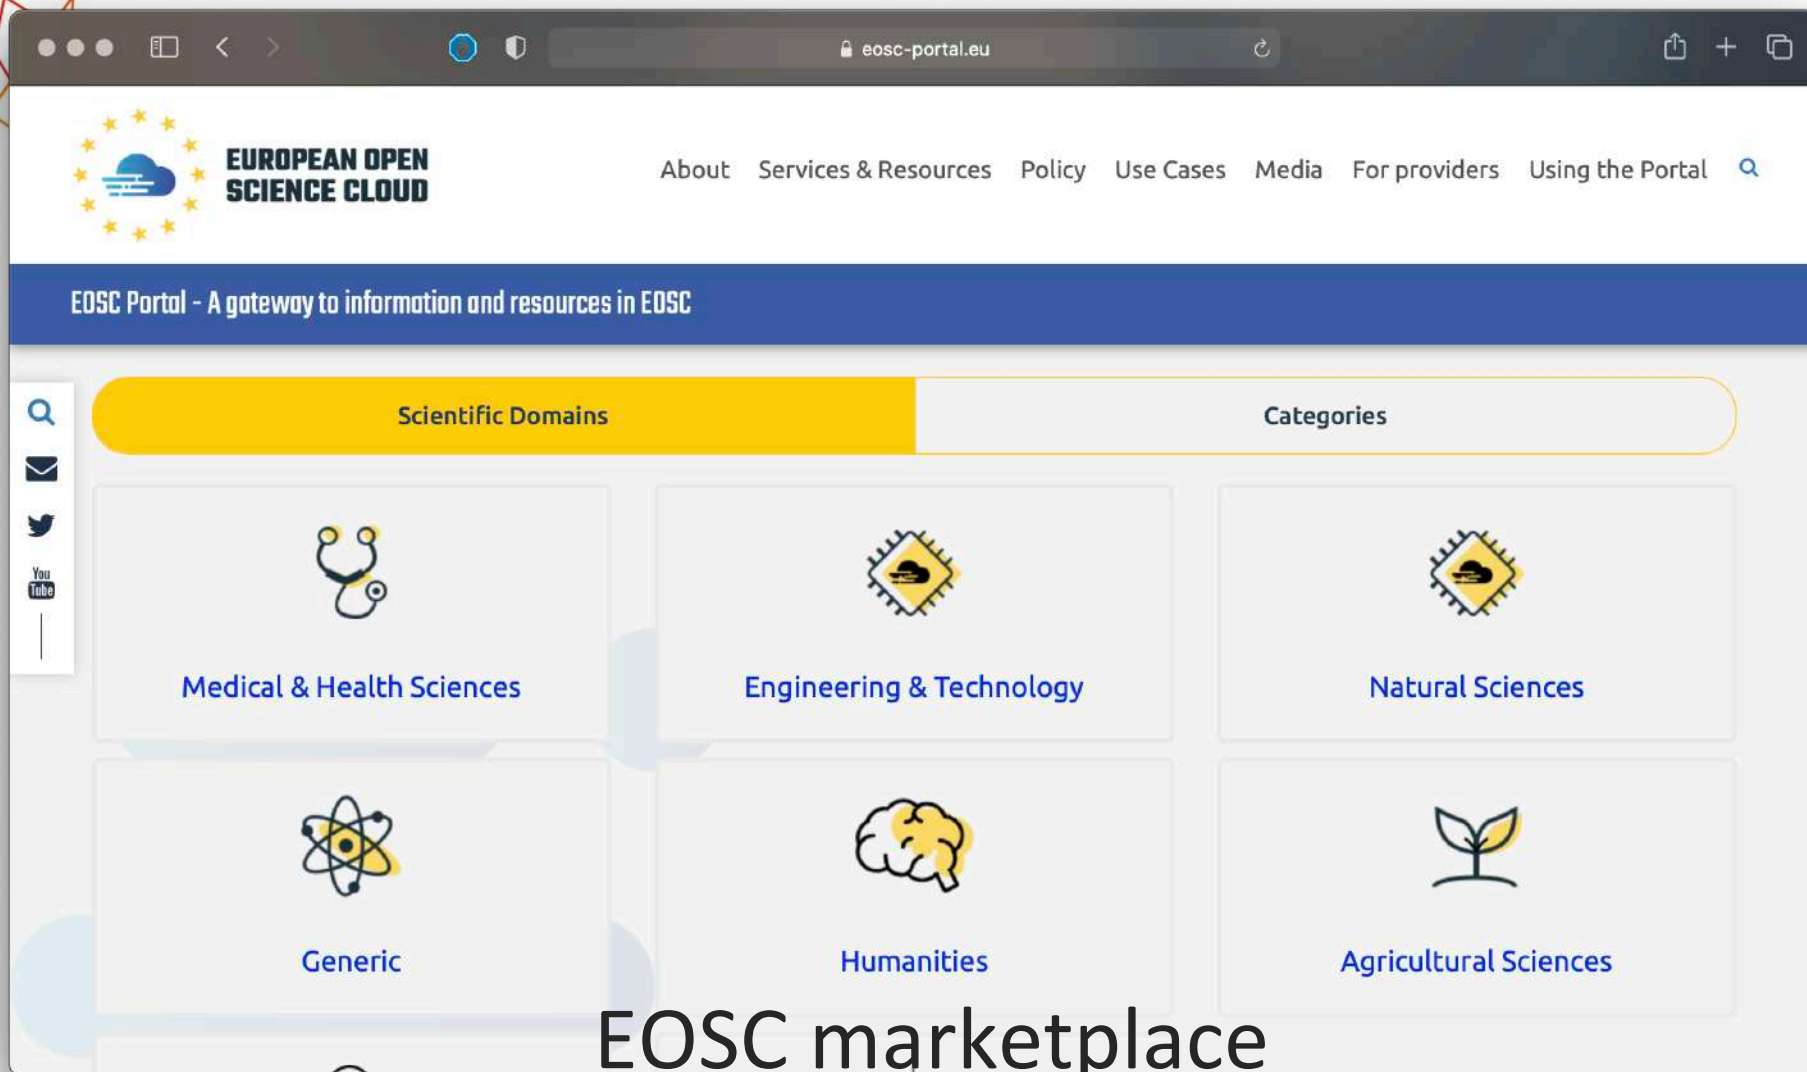 eosc-portal.eu
EUROPEAN OPEN
SCIENCE CLOUD
About Services & Resources Policy Use Cases Media For providers Using the Portal
EOSC Portal - A gateway to information and resources in EOSC
Scientific Domains Categories
You
Tube
Medical & Health Sciences Engineering & Technology Natural Sciences
Generic Humanities Agricultural Sciences
EOSC marketplace